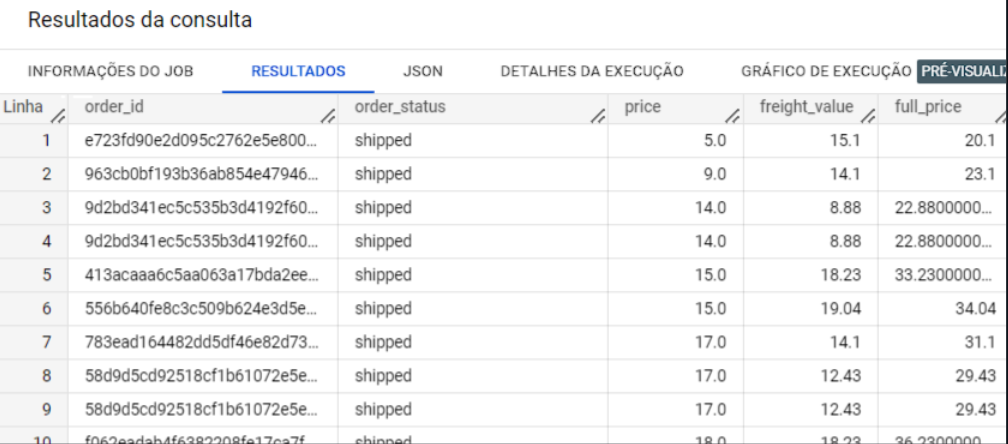 Resultados da consulta
INFORMAÇÕES DO JOB RESULTADOS JSON DETALHES DA EXECUÇÃO GRÁFICO DE EXECUÇÃO PRÉ-VISUALI
Linha order_id order_status price freight_value full_price
1 e723fd90e2d095c2762e5e800... shipped 5.0 15.1 20.1
2 963cb0bf193b36ab854e47946... shipped 9.0 14.1 23.1
3 9d2bd341ec5c535b3d4192f60... shipped 14.0 8.88 22.8800000...
4 9d2bd341ec5c535b3d4192f60... shipped 14.0 8.88 22.8800000...
5 413acaaa6c5aa063a17bda2ee... shipped 15.0 18.23 33.2300000...
6 556b640fe8c3c509b624e3d5e... shipped 15.0 19.04 34.04
7 783ead164482dd5df46e82d73... shipped 17.0 14.1 31.1
8 58d9d5cd92518cf1b61072e5e... shipped 17.0 12.43 29.43
9 58d9d5cd92518cf1b61072e5e... shipped 17.0 12.43 29.43
10 f062eadab4f6382208fe17ca7f... shipped 18.0 18.23 36.2300000...